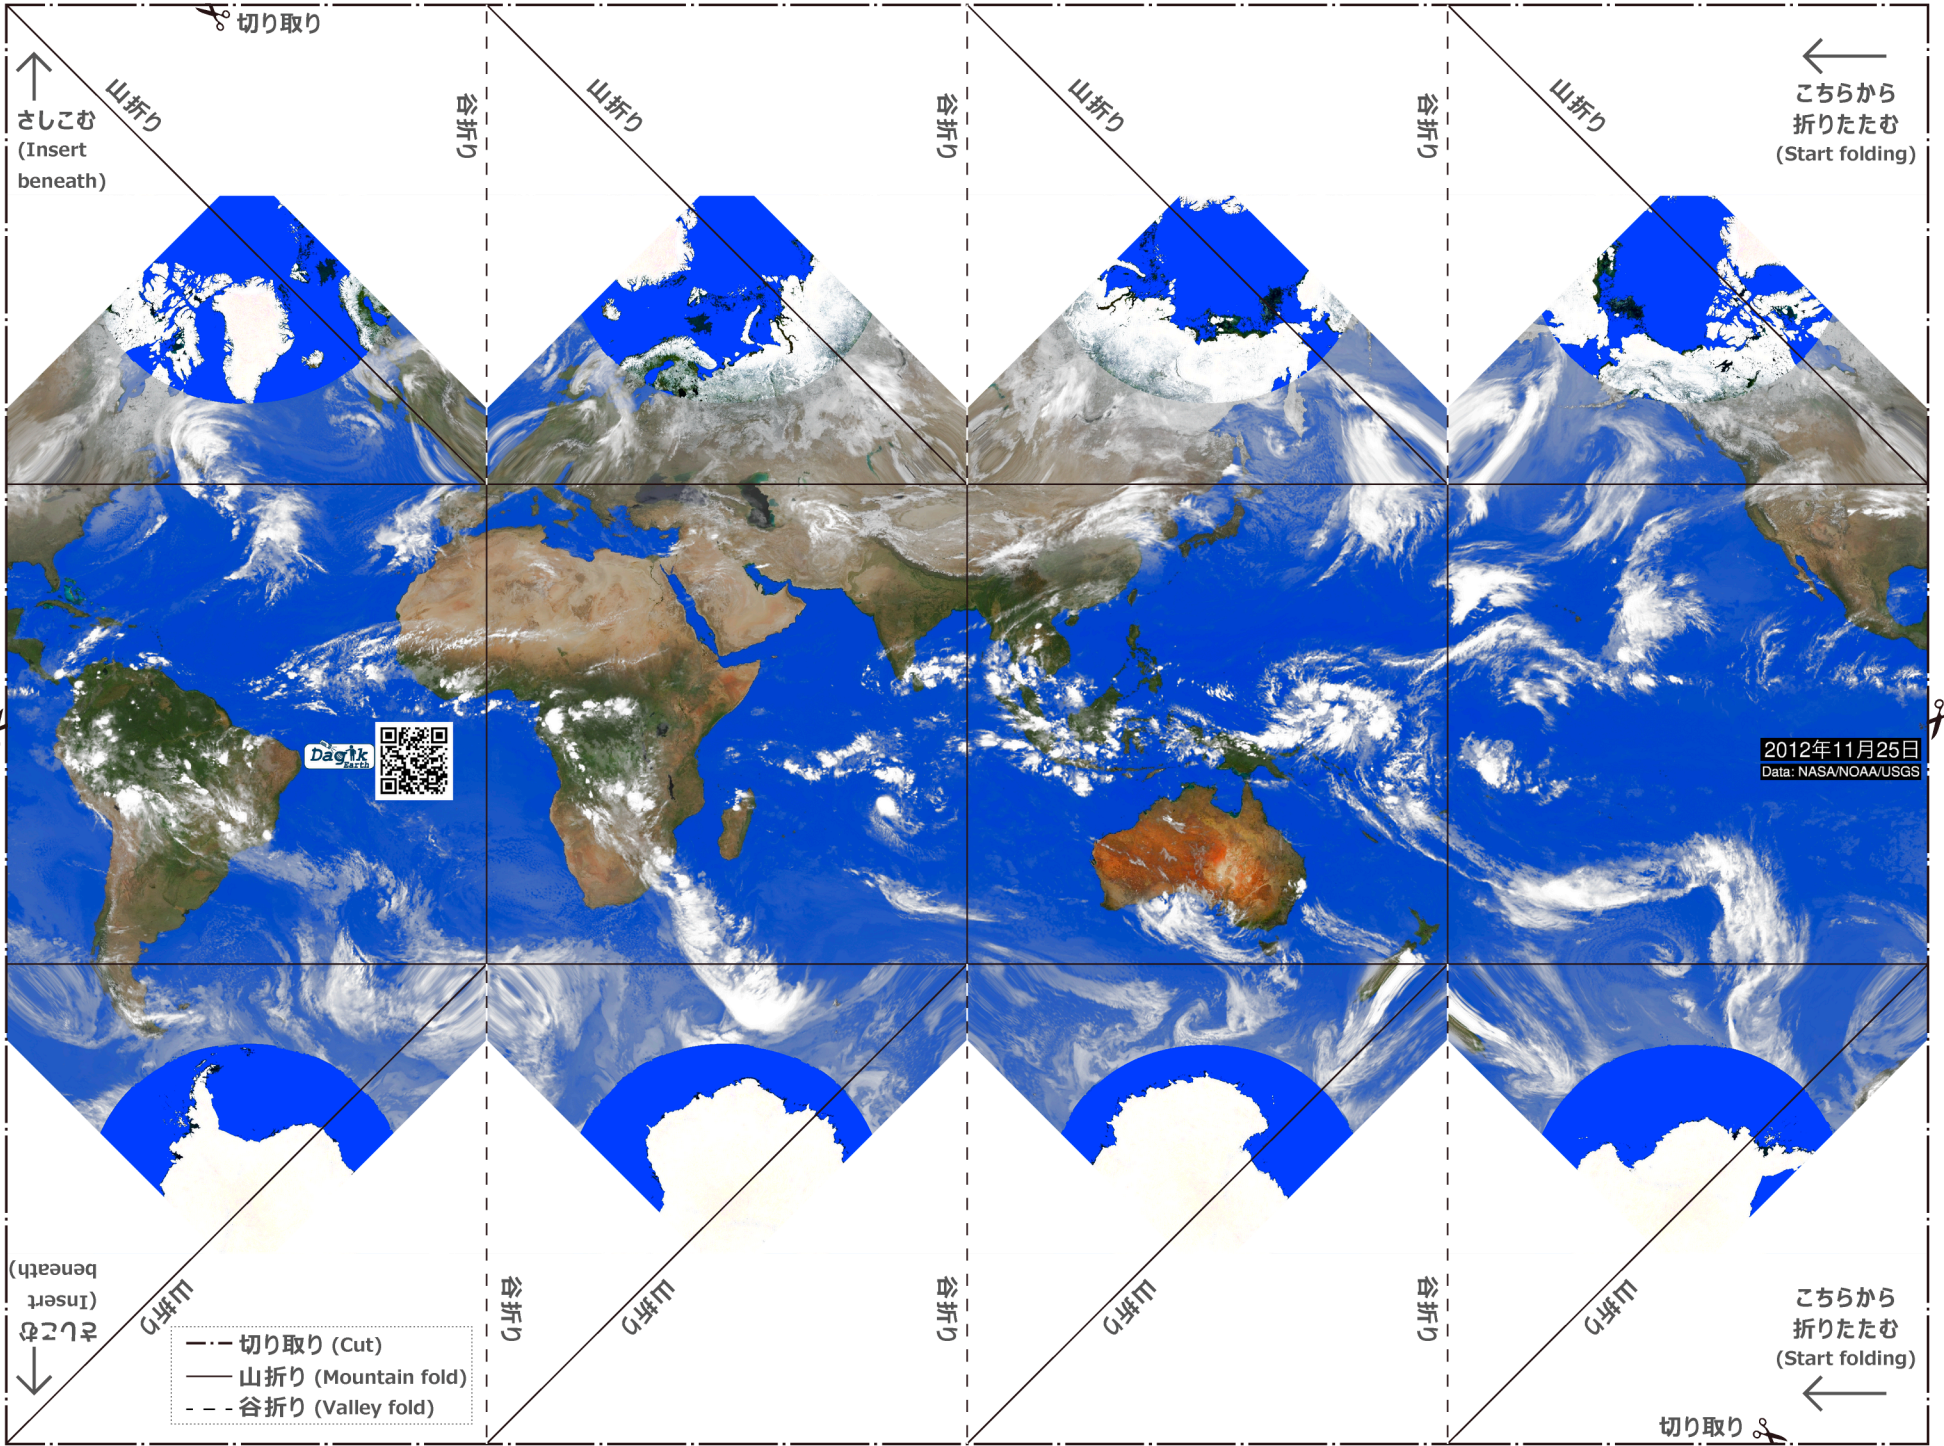 切り取り
山折り
谷折り
山折り
谷折り
山折り
谷折り
山折り
さしこむ
(Insert
beneath)
こちらから
折りたたむ
(Start folding)
Dagik
Earth
2012年11月25日
Data: NASA/NOAA/USGS
さしこむ
(Insert
beneath)
山折り
谷折り
山折り
谷折り
山折り
谷折り
山折り
切り取り (Cut)
山折り (Mountain fold)
谷折り (Valley fold)
こちらから
折りたたむ
(Start folding)
切り取り